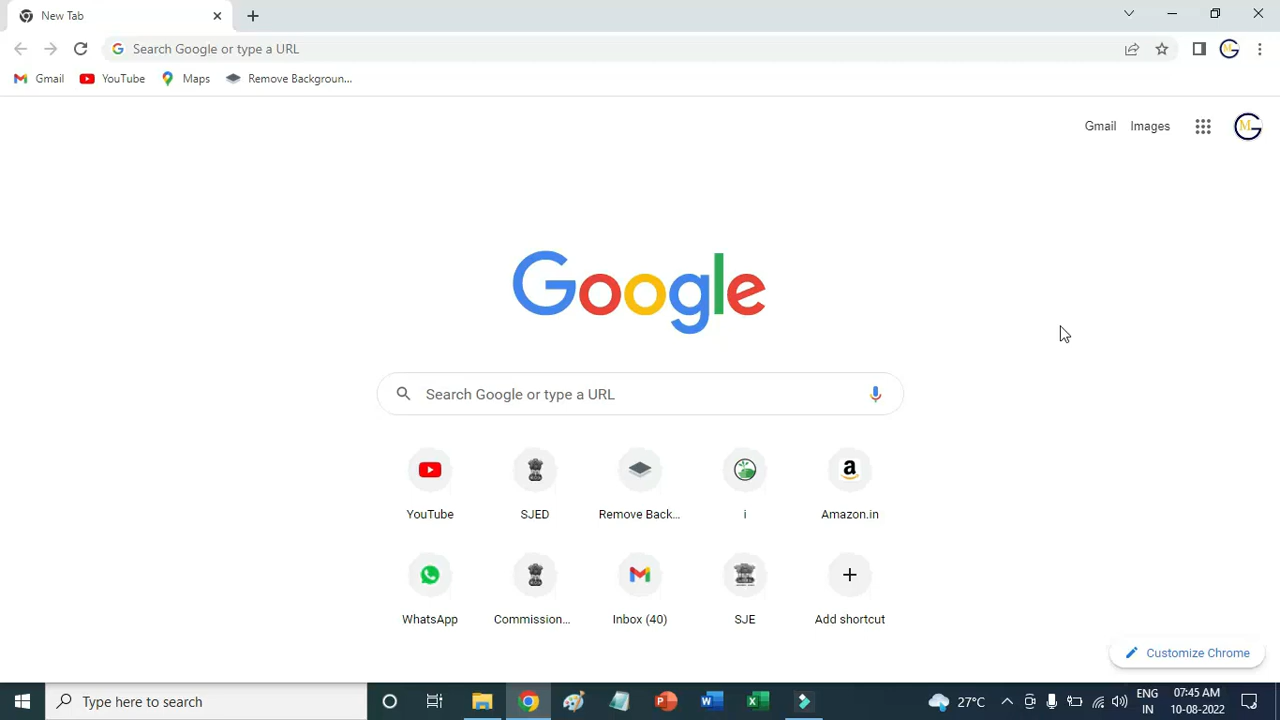 New Tab
Search Google or type a URL
Gmail YouTube Maps Remove Backgroun...
Gmail Images
Google
Search Google or type a URL
YouTube SJED Remove Back... i Amazon.in
WhatsApp Commission... Inbox (40) SJE Add shortcut
Customize Chrome
Type here to search 27°C ENG IN 07:45 AM 10-08-2022